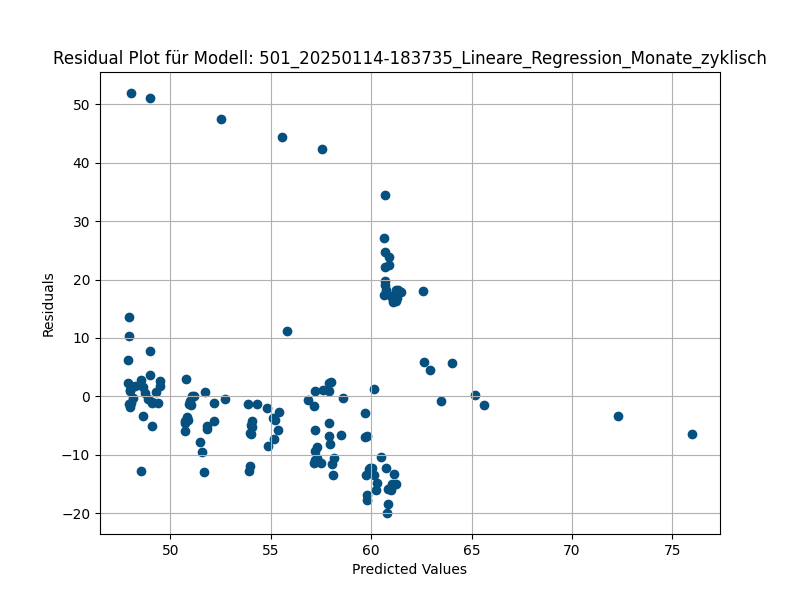 Residual Plot für Modell: 501_20250114-183735_Lineare_Regression_Monate_zyklisch
50
40
30
20
10
0
−10
−20
Residuals
50 55 60 65 70 75
Predicted Values